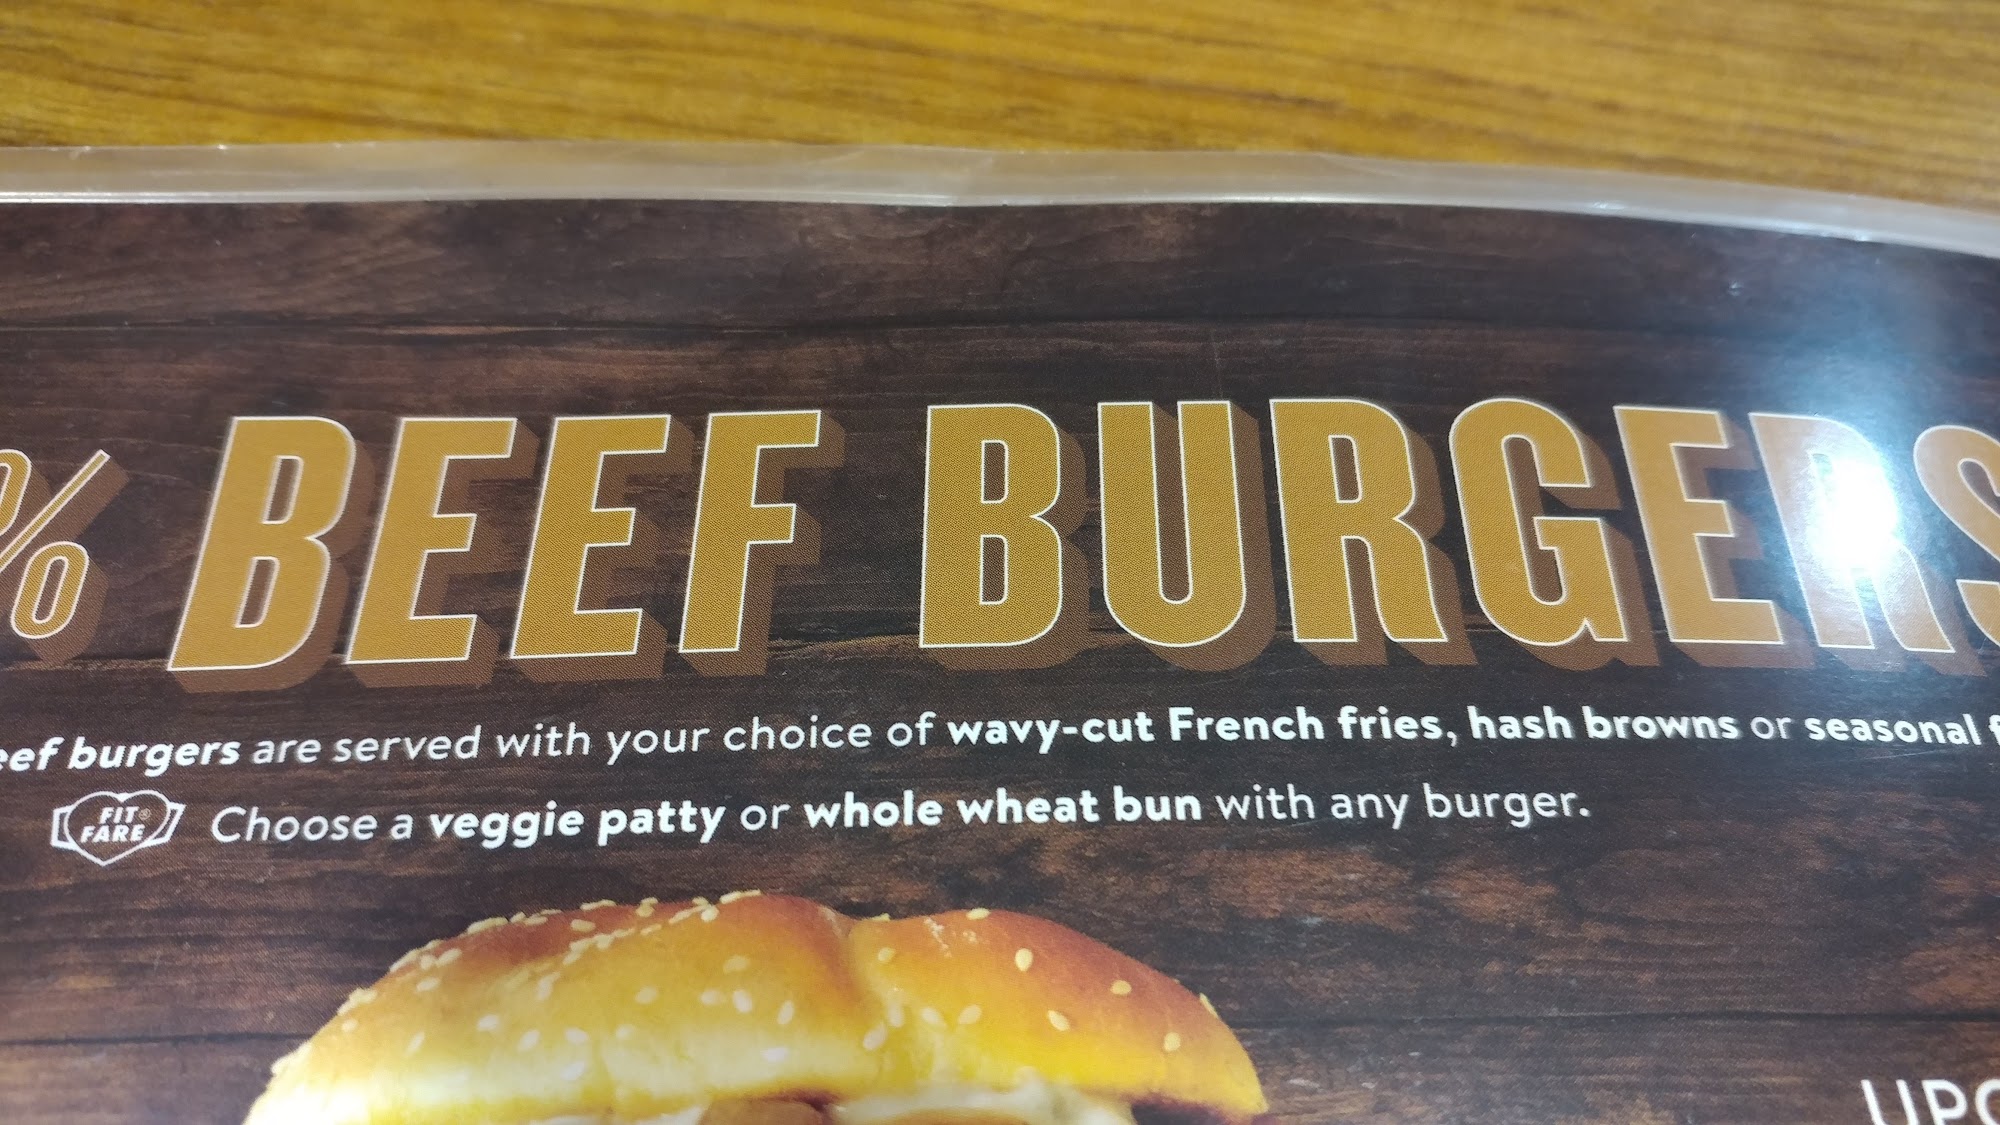 % BEEF BURGERS
burgers are served with your choice of wavy-cut French fries, hash browns or seasonal
FIT®
FARE
Choose a veggie patty or whole wheat bun with any burger.